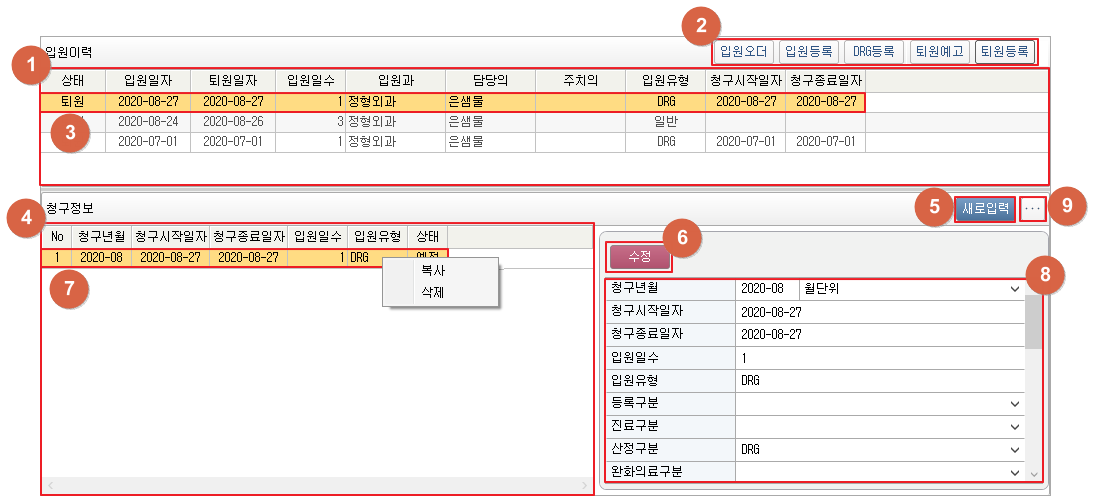 2
입원이력 입원오더 입원등록 DRG등록 퇴원예고 퇴원등록
1
상태 입원일자 퇴원일자 입원일수 입원과 담당의 주치의 입원유형 청구시작일자 청구종료일자
퇴원 2020-08-27 2020-08-27 1 정형외과 은샘물 DRG 2020-08-27 2020-08-27
2020-08-24 2020-08-26 3 정형외과 은샘물 일반
3
2020-07-01 2020-07-01 1 정형외과 은샘물 DRG 2020-07-01 2020-07-01
4 청구정보 5 새로입력 ... 9
No 청구년월 청구시작일자 청구종료일자 입원일수 입원유형 상태
6
1 2020-08 2020-08-27 2020-08-27 1 DRG 예정
수정
7
복사
삭제
8
청구년월 2020-08 월단위
청구시작일자 2020-08-27
청구종료일자 2020-08-27
입원일수 1
입원유형 DRG
등록구분
진료구분
산정구분 DRG
완화의료구분